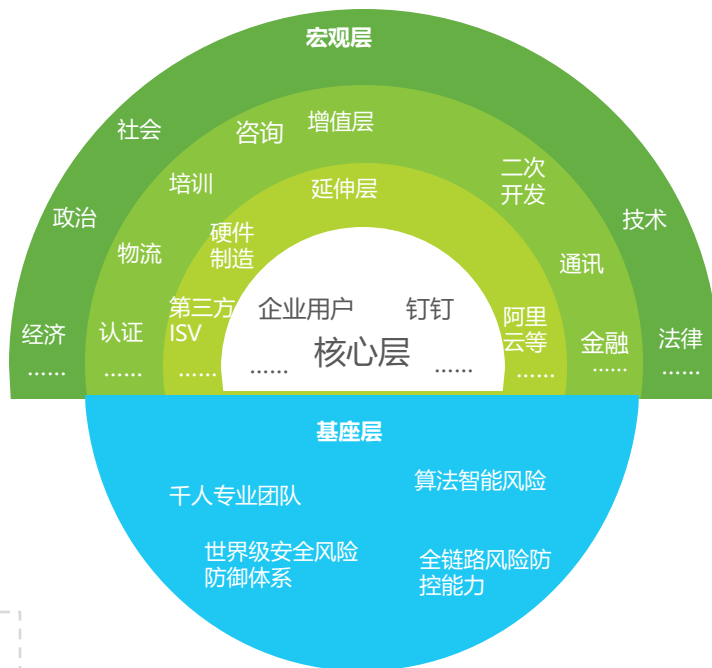 宏观层
社会
咨询
增值层
培训
延伸层
二次
开发
政治
技术
物流
硬件
制造
通讯
第三方
ISV
企业用户
钉钉
阿里
云等
经济
认证
核心层
金融
法律
……
……
……
……
……
……
……
……
基座层
千人专业团队
算法智能风险
世界级安全风险
防御体系
全链路风险防
控能力